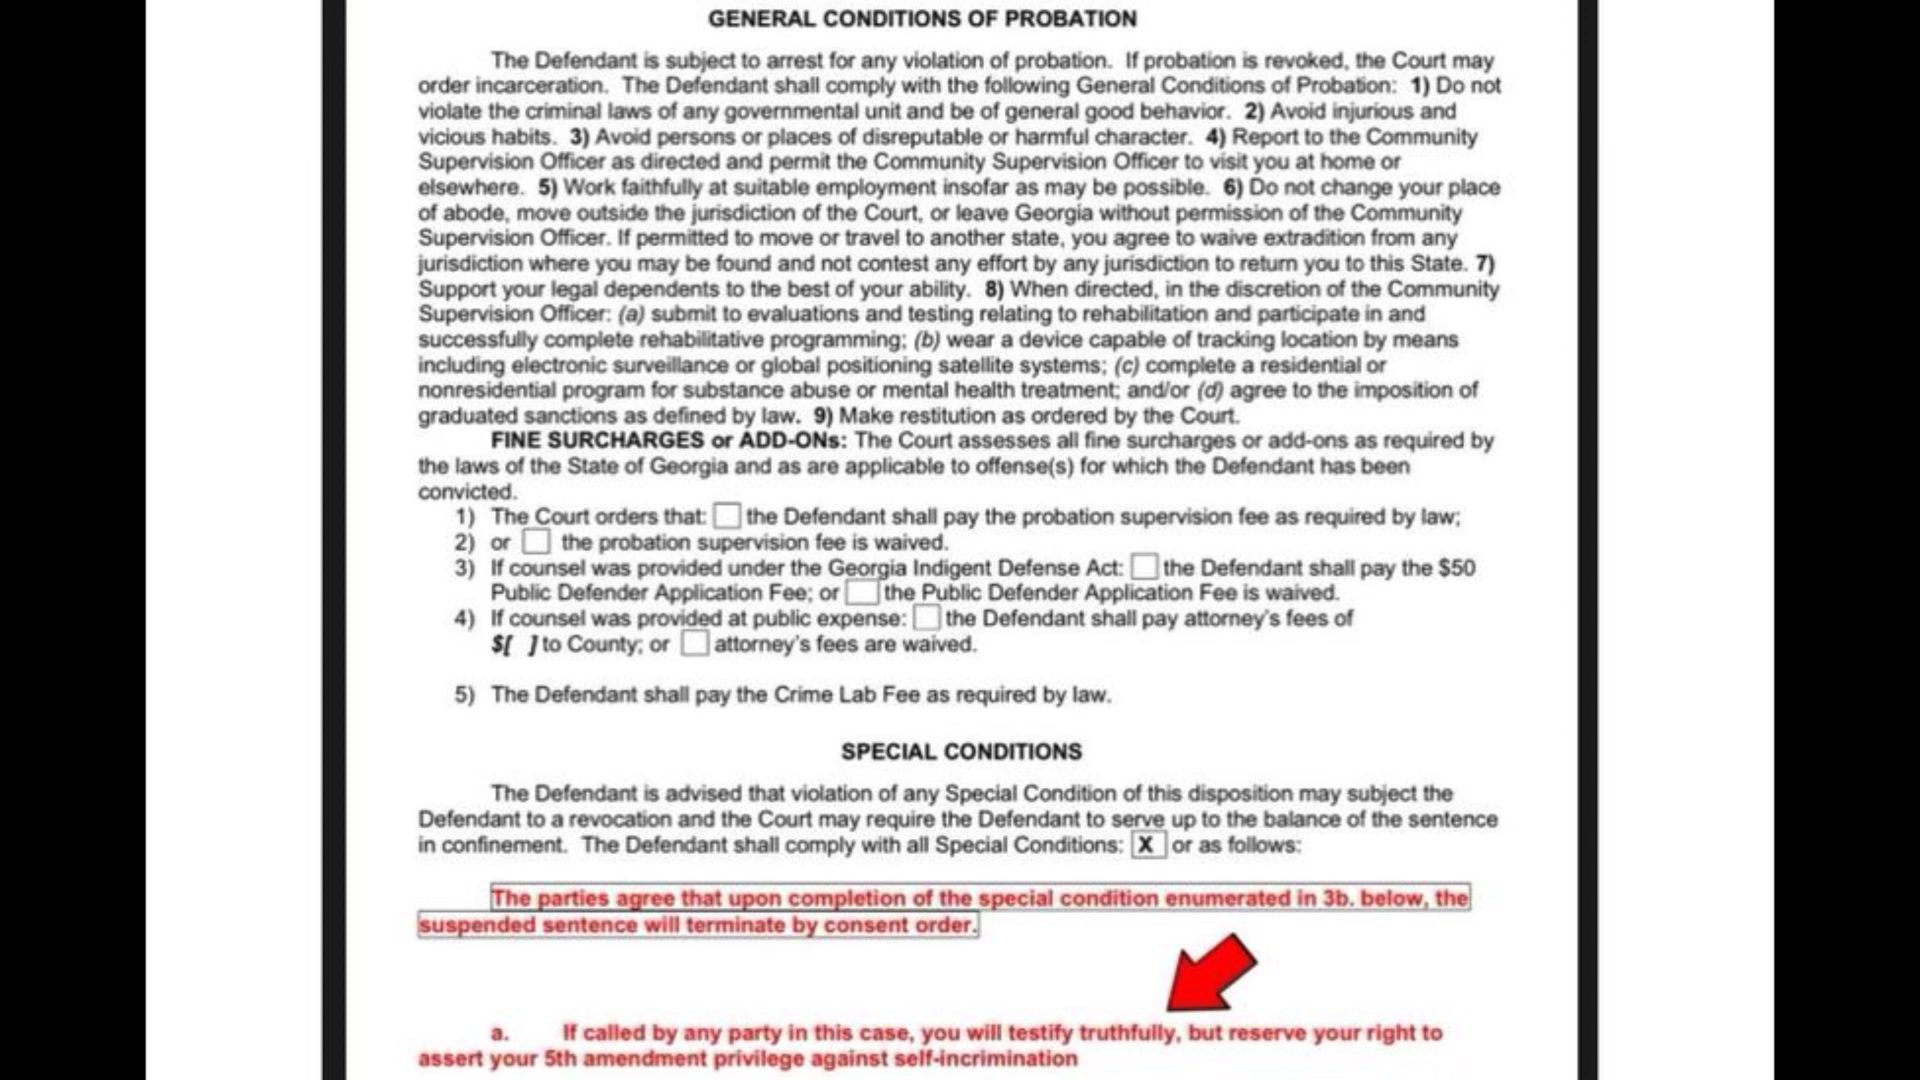 GENERAL CONDITIONS OF PROBATION
The Defendant is subject to arrest for any violation of probation. If probation is revoked, the Court may
order incarceration. The Defendant shall comply with the following General Conditions of Probation: 1) Do not
violate the criminal laws of any governmental unit and be of general good behavior. 2) Avoid injurious and
vicious habits. 3) Avoid persons or places of disreputable or harmful character. 4) Report to the Community
Supervision Officer as directed and permit the Community Supervision Officer to visit you at home or
elsewhere. 5) Work faithfully at suitable employment insofar as may be possible. 6) Do not change your place
of abode, move outside the jurisdiction of the Court, or leave Georgia without permission of the Community
Supervision Officer. If permitted to move or travel to another state, you agree to waive extradition from any
jurisdiction where you may be found and not contest any effort by any jurisdiction to return you to this State. 7)
Support your legal dependents to the best of your ability. 8) When directed, in the discretion of the Community
Supervision Officer: (a) submit to evaluations and testing relating to rehabilitation and participate in and
successfully complete rehabilitative programming; (b) wear a device capable of tracking location by means
including electronic surveillance or global positioning satellite systems; (c) complete a residential or
nonresidential program for substance abuse or mental health treatment; and/or (d) agree to the imposition of
graduated sanctions as defined by law. 9) Make restitution as ordered by the Court.
FINE SURCHARGES or ADD-ONs: The Court assesses all fine surcharges or add-ons as required by
the laws of the State of Georgia and as are applicable to offense(s) for which the Defendant has been
convicted.
1) The Court orders that: the Defendant shall pay the probation supervision fee as required by law;
2) or the probation supervision fee is waived.
3) If counsel was provided under the Georgia Indigent Defense Act: the Defendant shall pay the $50
Public Defender Application Fee; or the Public Defender Application Fee is waived.
4) If counsel was provided at public expense: the Defendant shall pay attorney's fees of
$[ ] to County; or attorney's fees are waived.
5) The Defendant shall pay the Crime Lab Fee as required by law.
SPECIAL CONDITIONS
The Defendant is advised that violation of any Special Condition of this disposition may subject the
Defendant to a revocation and the Court may require the Defendant to serve up to the balance of the sentence
in confinement. The Defendant shall comply with all Special Conditions: X or as follows:
The parties agree that upon completion of the special condition enumerated in 3b. below, the
suspended sentence will terminate by consent order.
a. If called by any party in this case, you will testify truthfully, but reserve your right to
assert your 5th amendment privilege against self-incrimination